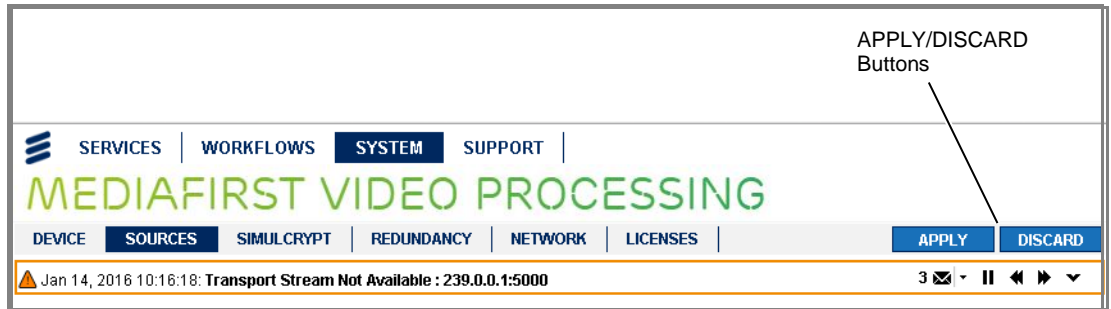 APPLY/DISCARD
Buttons
SERVICES WORKFLOWS SYSTEM SUPPORT
MEDIAFIRST VIDEO PROCESSING
DEVICE SOURCES SIMULCRYPT REDUNDANCY NETWORK LICENSES APPLY DISCARD
Jan 14, 2016 10:16:18: Transport Stream Not Available : 239.0.0.1:5000 3